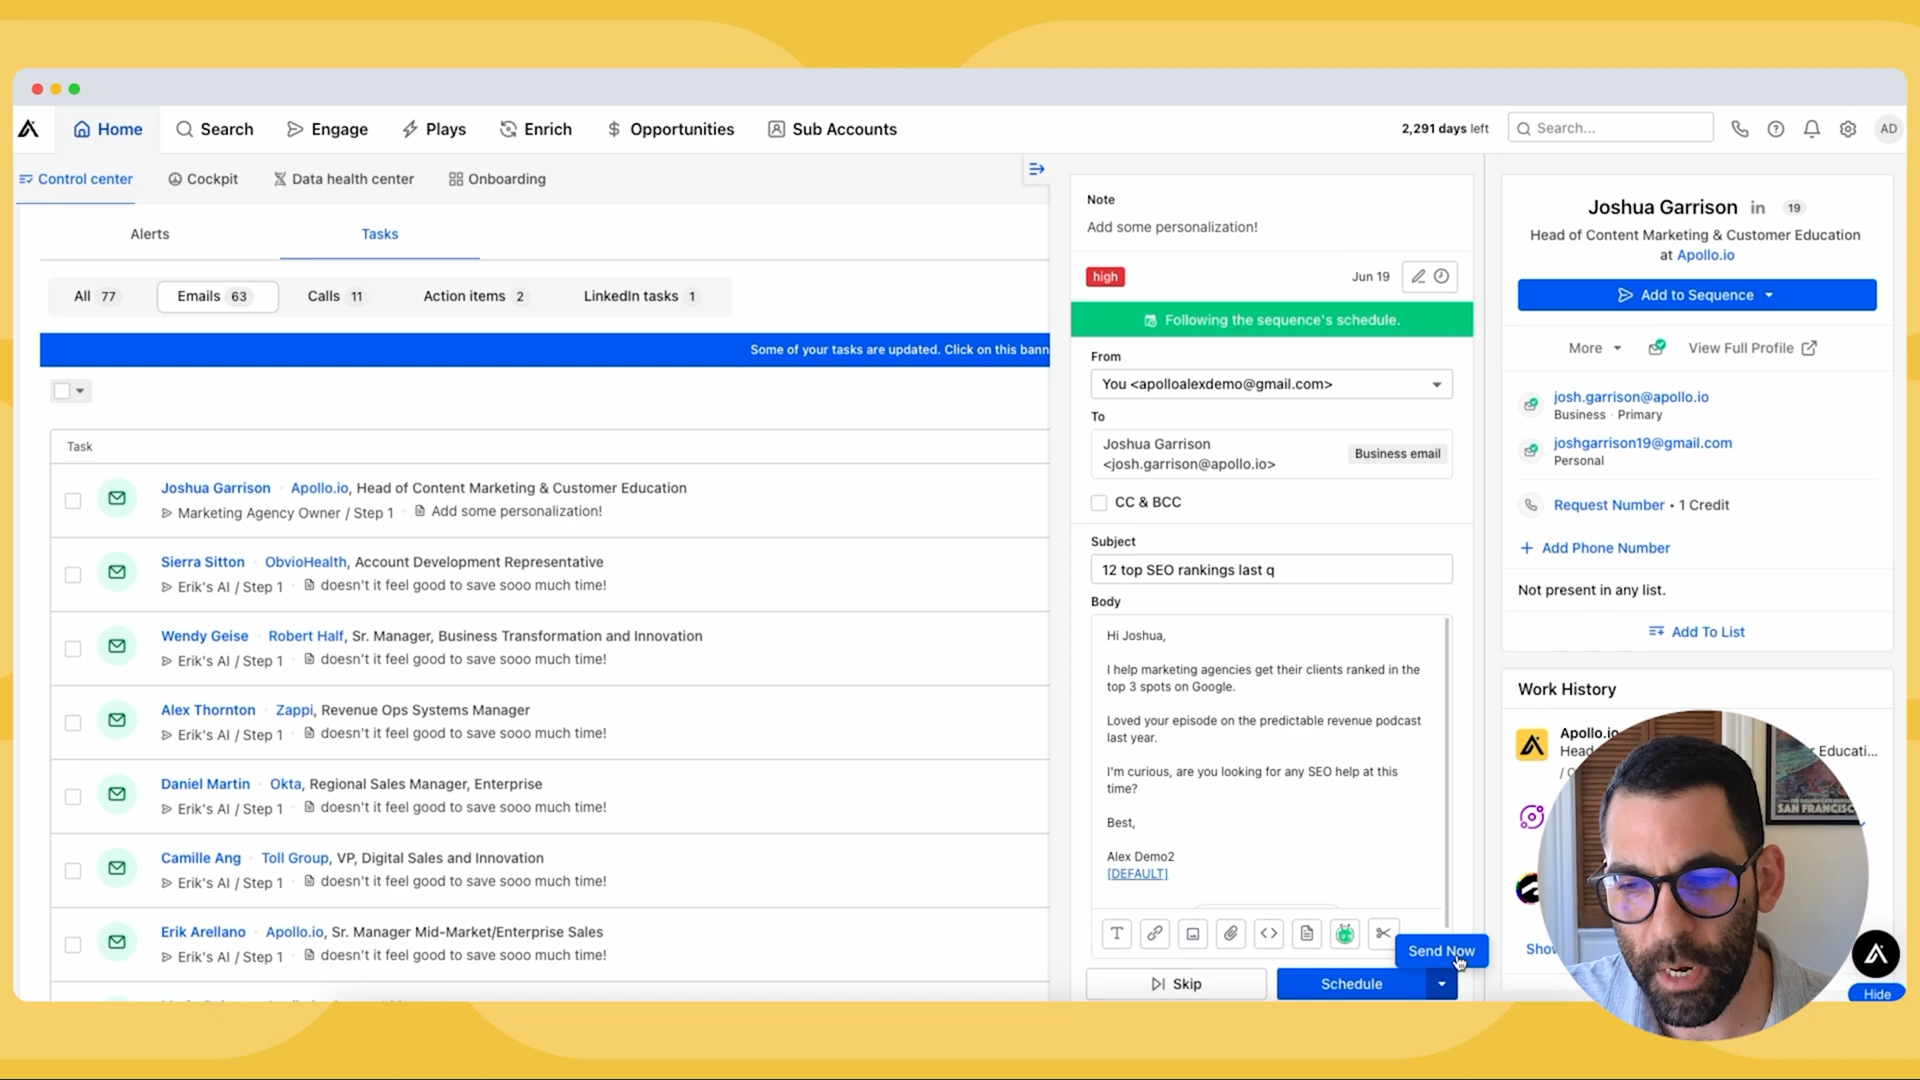 Home
Search
Engage
Plays
Enrich
Opportunities
Sub Accounts
2,291 days left
Search...
AD
Control center
Cockpit
Data health center
Onboarding
Alerts
Tasks
All 77
Emails 63
Calls 11
Action items 2
LinkedIn tasks 1
Some of your tasks are updated. Click on this bann
Task
Joshua Garrison · Apollo.io, Head of Content Marketing & Customer Education
Marketing Agency Owner / Step 1 · Add some personalization!
Sierra Sitton · ObvioHealth, Account Development Representative
Erik's AI / Step 1 · doesn't it feel good to save sooo much time!
Wendy Geise · Robert Half, Sr. Manager, Business Transformation and Innovation
Erik's AI / Step 1 · doesn't it feel good to save sooo much time!
Alex Thornton · Zappi, Revenue Ops Systems Manager
Erik's AI / Step 1 · doesn't it feel good to save sooo much time!
Daniel Martin · Okta, Regional Sales Manager, Enterprise
Erik's AI / Step 1 · doesn't it feel good to save sooo much time!
Camille Ang · Toll Group, VP, Digital Sales and Innovation
Erik's AI / Step 1 · doesn't it feel good to save sooo much time!
Erik Arellano · Apollo.io, Sr. Manager Mid-Market/Enterprise Sales
Erik's AI / Step 1 · doesn't it feel good to save sooo much time!
Note
Add some personalization!
high
Jun 19
Following the sequence's schedule.
From
You <apolloalexdemo@gmail.com>
To
Joshua Garrison
<josh.garrison@apollo.io>
Business email
CC & BCC
Subject
12 top SEO rankings last q
Body
Hi Joshua,
I help marketing agencies get their clients ranked in the
top 3 spots on Google.
Loved your episode on the predictable revenue podcast
last year.
I'm curious, are you looking for any SEO help at this
time?
Best,
Alex Demo2
[DEFAULT]
Send Now
Skip
Schedule
Joshua Garrison in 19
Head of Content Marketing & Customer Education
at Apollo.io
Add to Sequence
More
View Full Profile
josh.garrison@apollo.io
Business · Primary
joshgarrison19@gmail.com
Personal
Request Number • 1 Credit
Add Phone Number
Not present in any list.
Add To List
Work History
Apollo.io
Head
Educati...
SAN FRANCISC
Hide